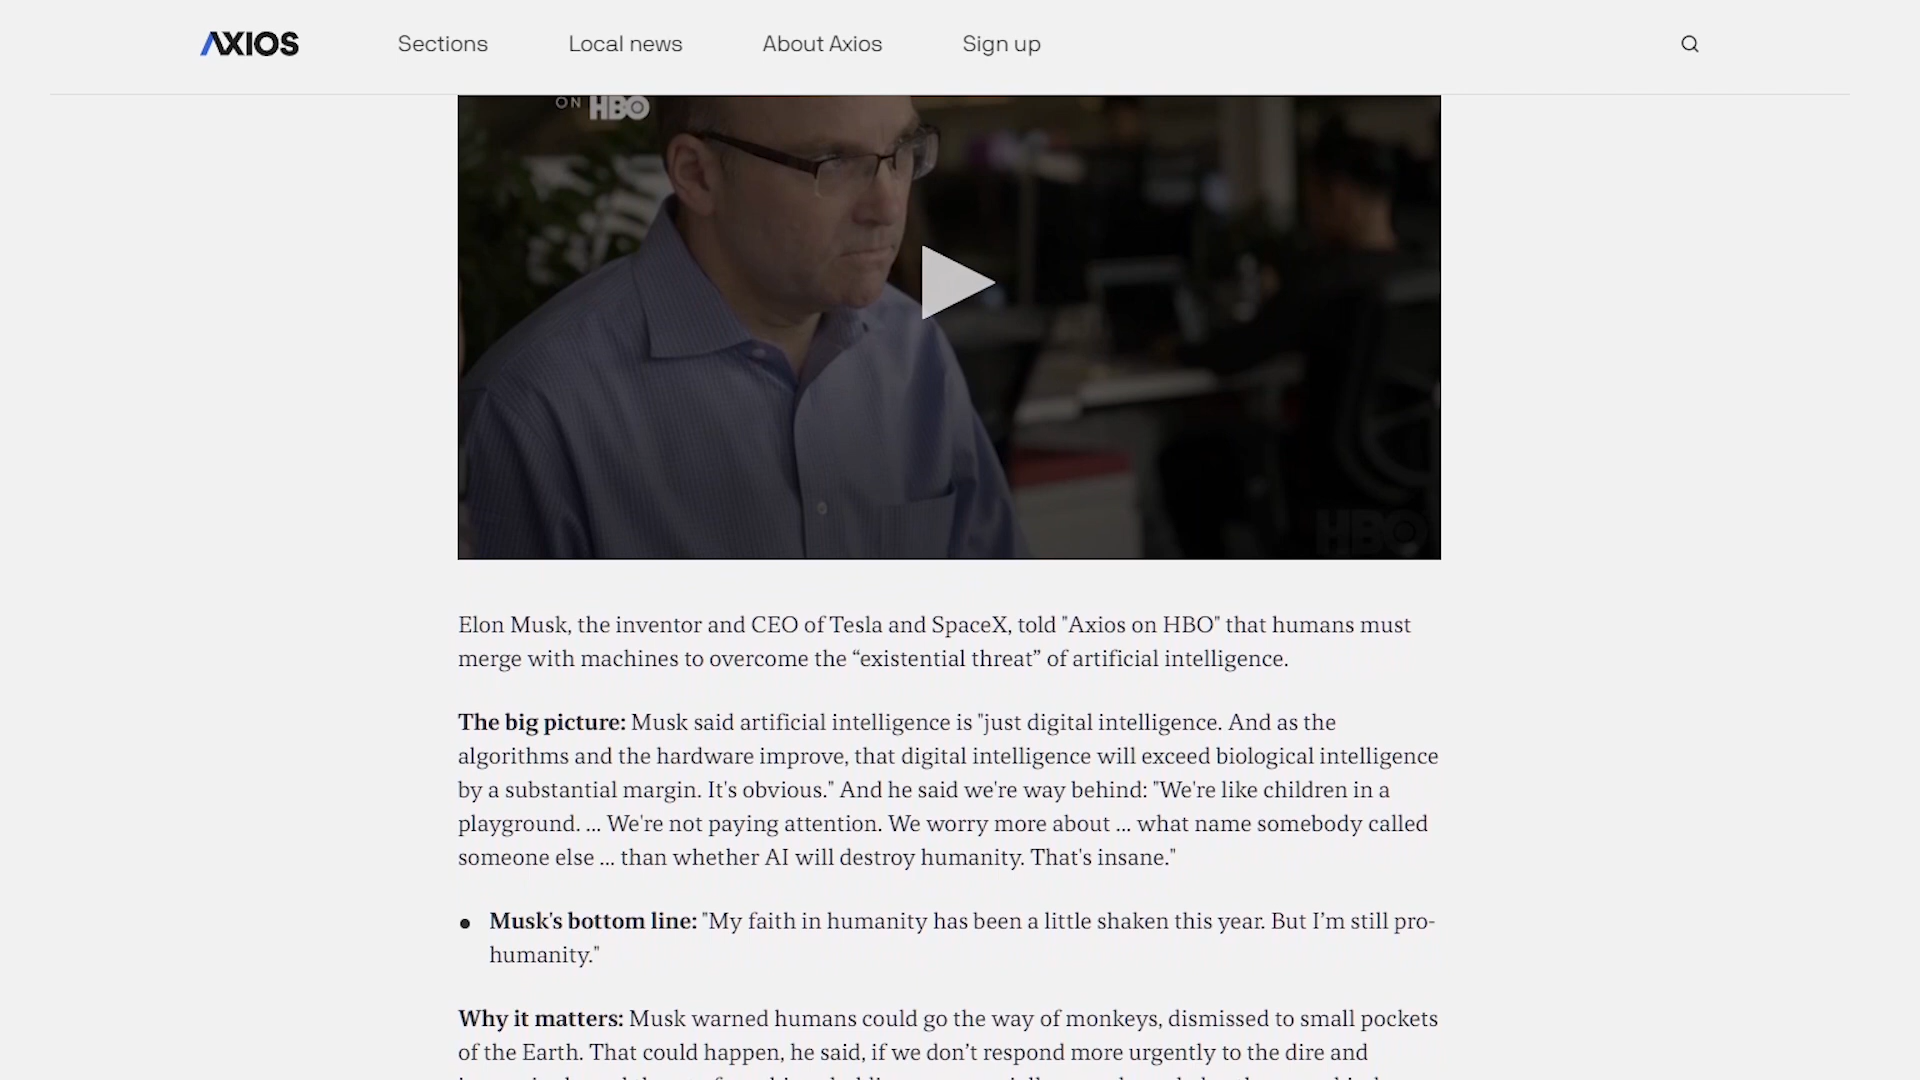 AXIOS Sections Local news About Axios Sign up
ON HBO
HBO
Elon Musk, the inventor and CEO of Tesla and SpaceX, told "Axios on HBO" that humans must
merge with machines to overcome the “existential threat” of artificial intelligence.
The big picture: Musk said artificial intelligence is "just digital intelligence. And as the
algorithms and the hardware improve, that digital intelligence will exceed biological intelligence
by a substantial margin. It's obvious." And he said we're way behind: "We're like children in a
playground. ... We're not paying attention. We worry more about ... what name somebody called
someone else ... than whether AI will destroy humanity. That's insane."
• Musk's bottom line: "My faith in humanity has been a little shaken this year. But I’m still pro-
humanity."
Why it matters: Musk warned humans could go the way of monkeys, dismissed to small pockets
of the Earth. That could happen, he said, if we don’t respond more urgently to the dire and